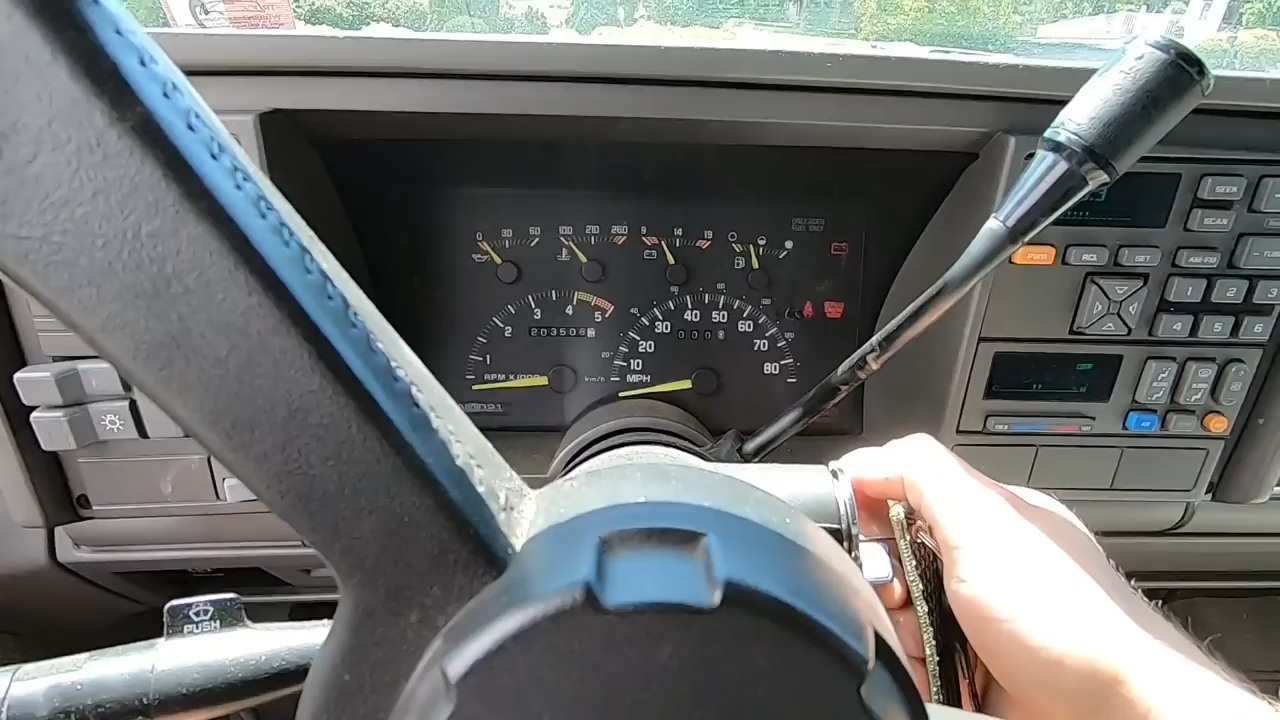 0 30 60
100 210 260
9 14 19
UNLEADED
FUEL ONLY
SEEK
SCAN
PWR
RCL
SET
AM-FM
TUNE
1 2 3
4 5 6
1 2 3 4 5
203506
RPM X1000
10 20 30 40 50 60 70 80
MPH
km/h
PUSH